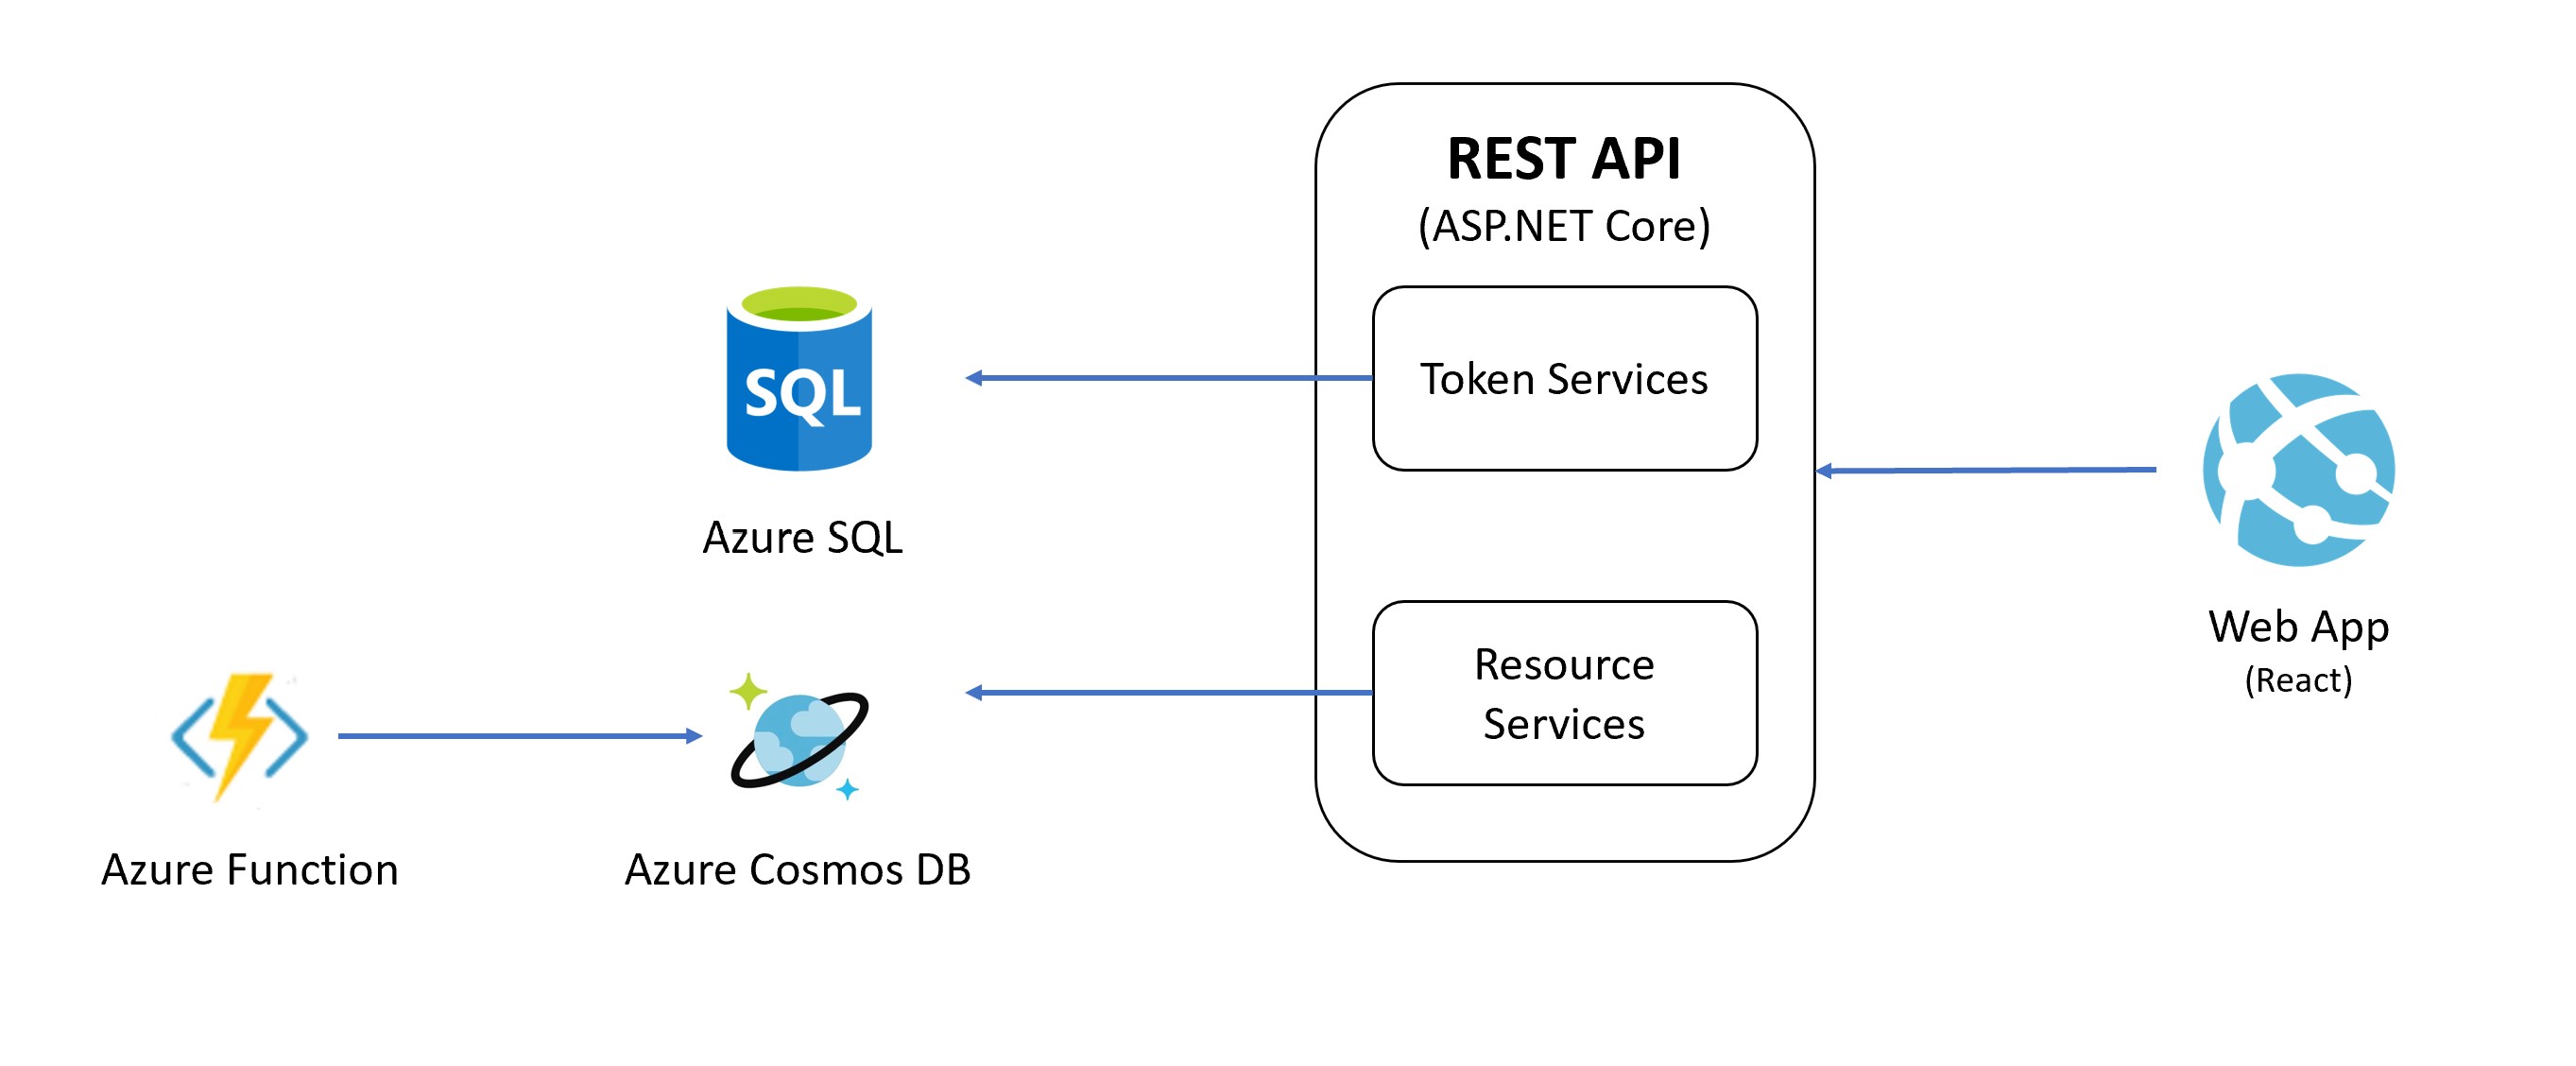 REST API
(ASP.NET Core)
Token Services
SQL
Azure SQL
Resource
Services
Web App
(React)
Azure Function
Azure Cosmos DB